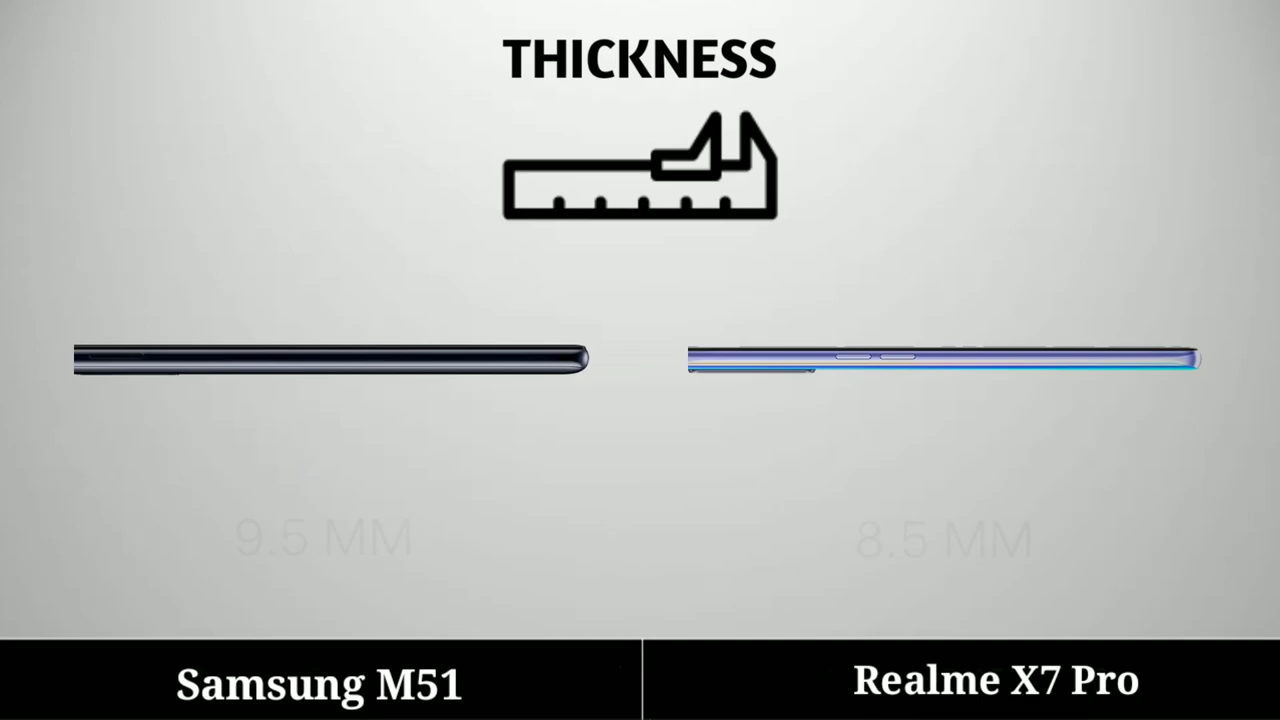 THICKNESS
9.5 MM
8.5 MM
Samsung M51
Realme X7 Pro